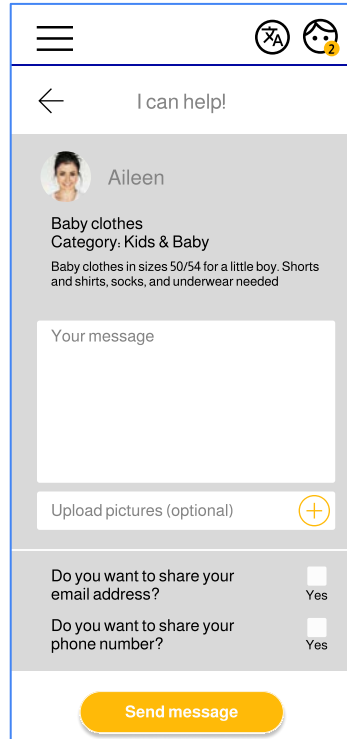 文A
2
I can help!
Aileen
Baby clothes
Category: Kids & Baby
Baby clothes in sizes 50/54 for a little boy. Shorts
and shirts, socks, and underwear needed
Your message
Upload pictures (optional)
Do you want to share your
email address?
Yes
Do you want to share your
phone number?
Yes
Send message